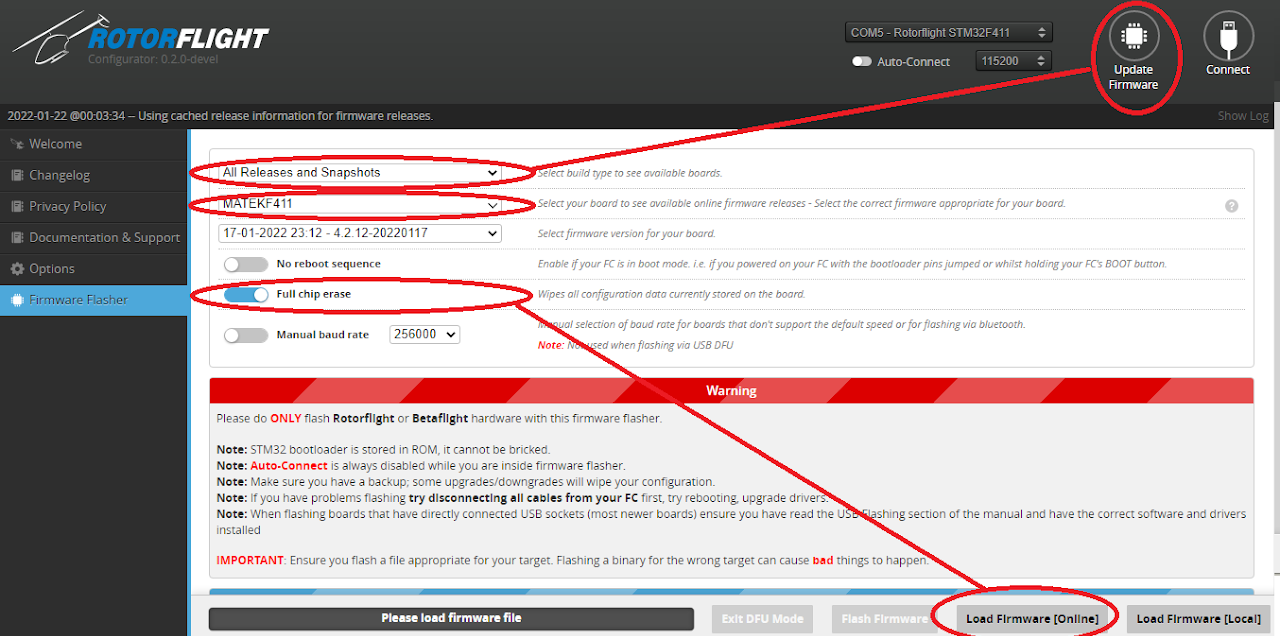 ROTORFLIGHT
Configurator: 0.2.0-devel
COM5 - Rotorflight STM32F411
Auto-Connect
115200
Update
Firmware
Connect
2022-01-22 @00:03:34 -- Using cached release information for firmware releases.
Show Log
Welcome
Changelog
Privacy Policy
Documentation & Support
Options
Firmware Flasher
All Releases and Snapshots
Select build type to see available boards.
MATEKF411
Select your board to see available online firmware releases - Select the correct firmware appropriate for your board.
?
17-01-2022 23:12 - 4.2.12-20220117
Select firmware version for your board.
No reboot sequence
Enable if your FC is in boot mode. i.e. if you powered on your FC with the bootloader pins jumped or whilst holding your FC's BOOT button.
Full chip erase
Wipes all configuration data currently stored on the board.
Manual baud rate
256000
Manual selection of baud rate for boards that don't support the default speed or for flashing via bluetooth.
Note: Not used when flashing via USB DFU
Warning
Please do ONLY flash Rotorflight or Betaflight hardware with this firmware flasher.
Note: STM32 bootloader is stored in ROM, it cannot be bricked.
Note: Auto-Connect is always disabled while you are inside firmware flasher.
Note: Make sure you have a backup; some upgrades/downgrades will wipe your configuration.
Note: If you have problems flashing try disconnecting all cables from your FC first, try rebooting, upgrade drivers.
Note: When flashing boards that have directly connected USB sockets (most newer boards) ensure you have read the USB Flashing section of the manual and have the correct software and drivers
installed
IMPORTANT: Ensure you flash a file appropriate for your target. Flashing a binary for the wrong target can cause bad things to happen.
Please load firmware file
Exit DFU Mode
Flash Firmware
Load Firmware [Online]
Load Firmware [Local]